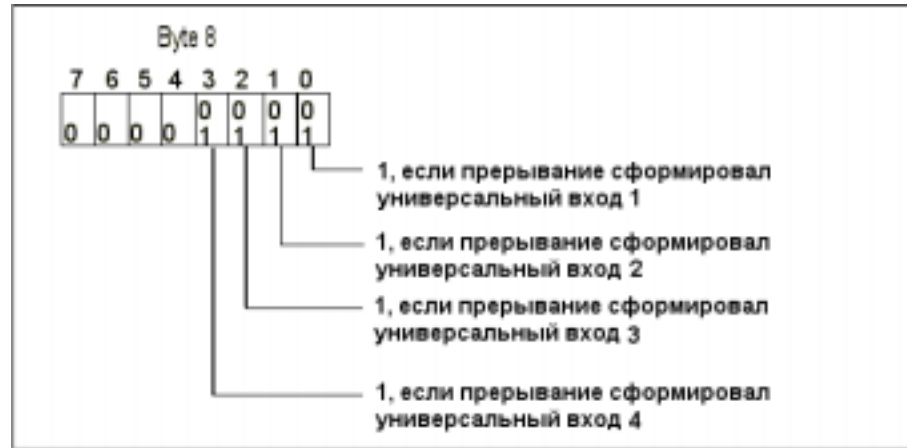 Byte 8
7 6 5 4 3 2 1 0
0 0 0 0
0 0 0 0 1 1 1 1
1, если прерывание сформировал
универсальный вход 1
1, если прерывание сформировал
универсальный вход 2
1, если прерывание сформировал
универсальный вход 3
1, если прерывание сформировал
универсальный вход 4